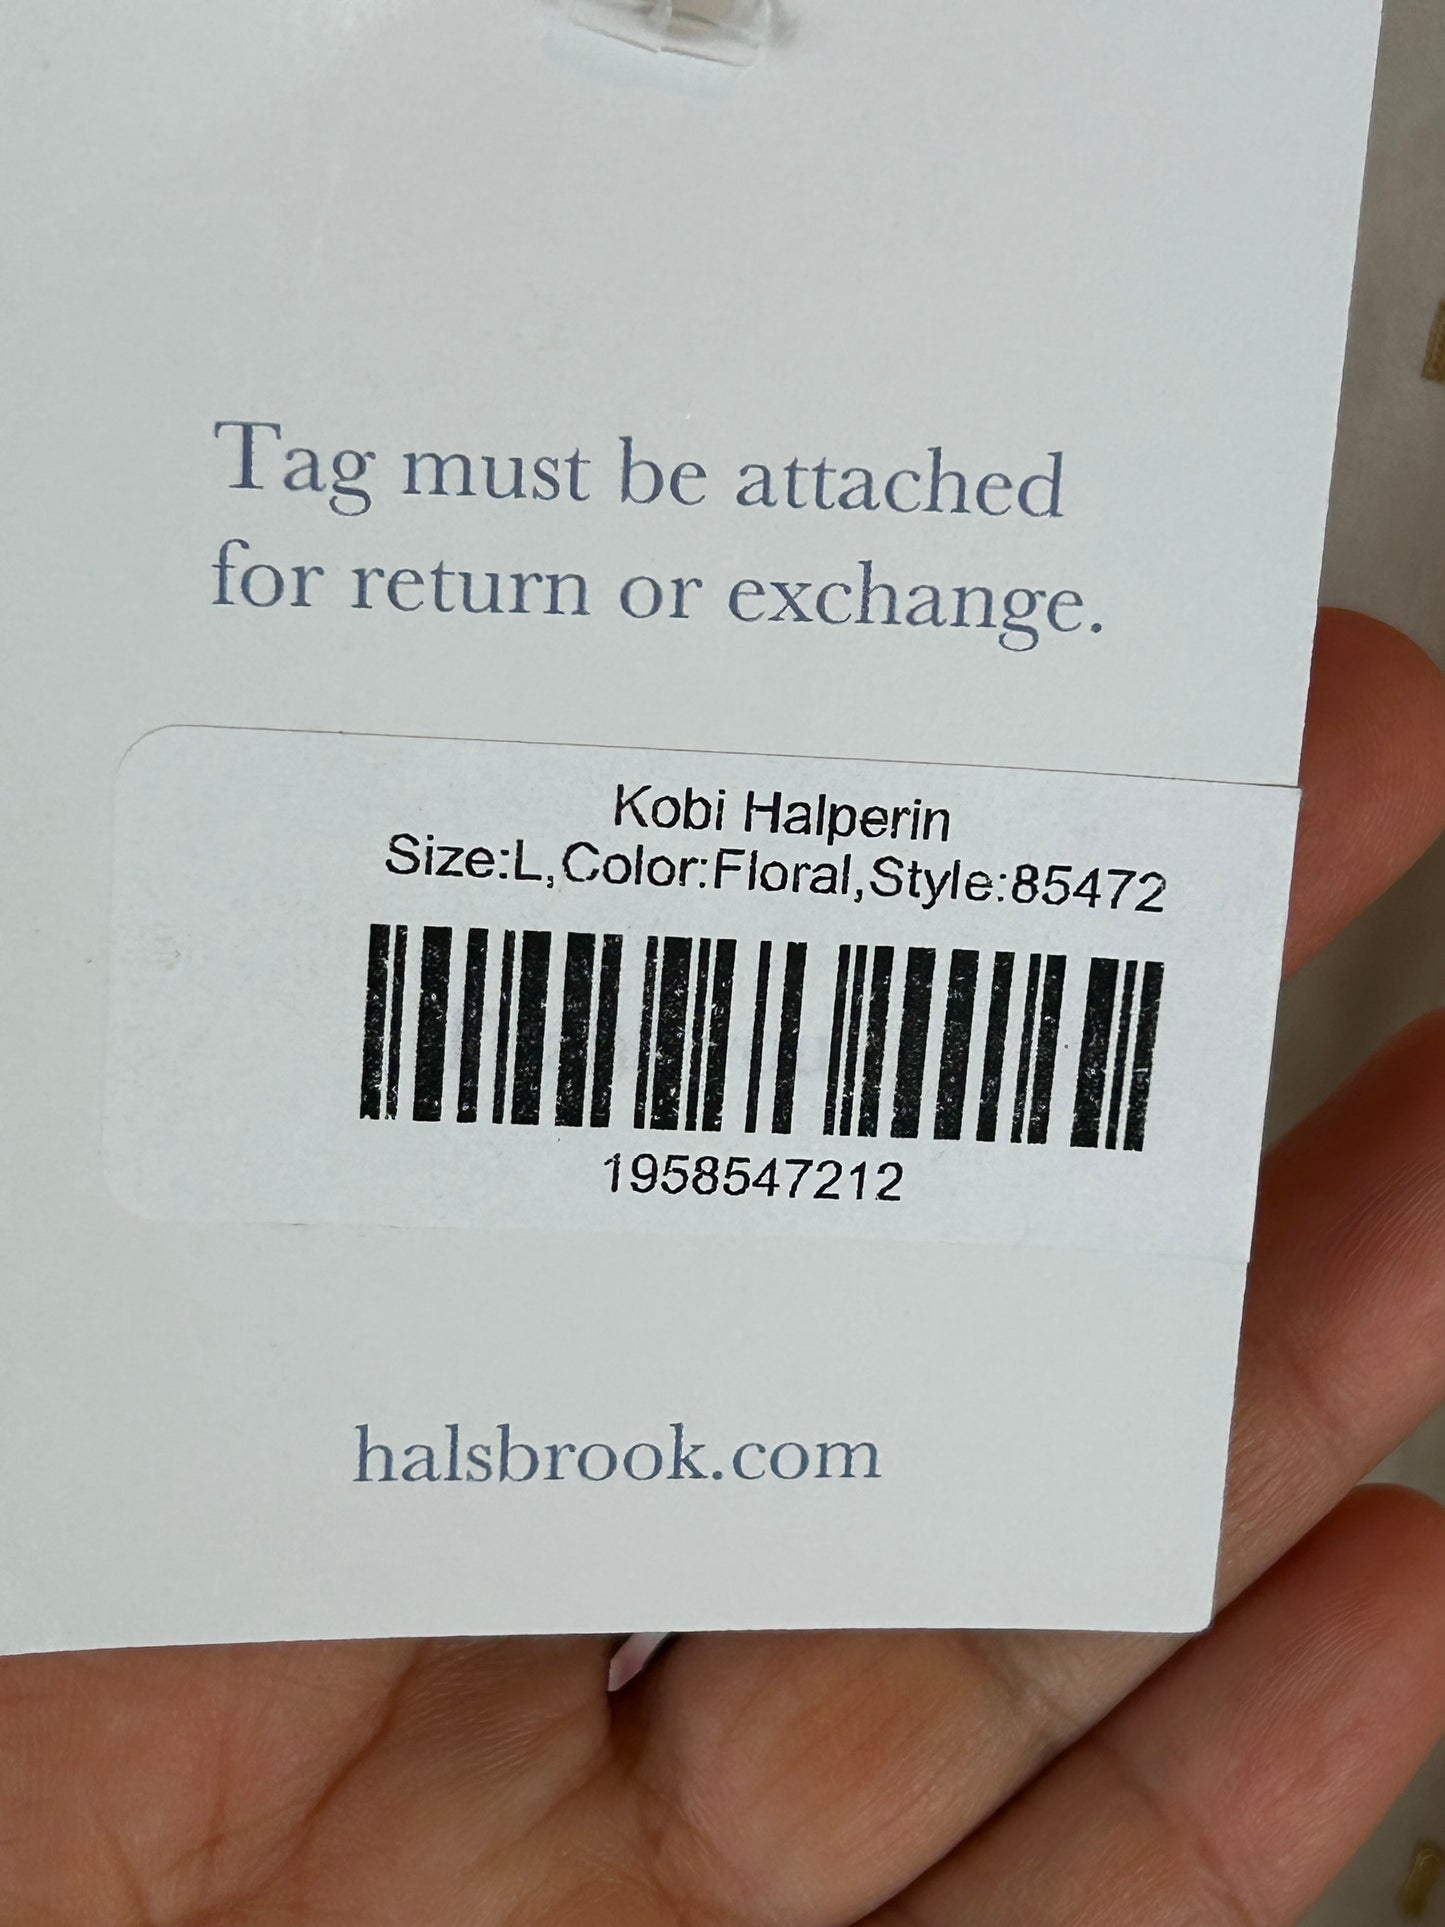 Tag must be attached
for return or exchange.
Kobi Halperin
Size:L,Color:Floral,Style:85472
1958547212
halsbrook.com